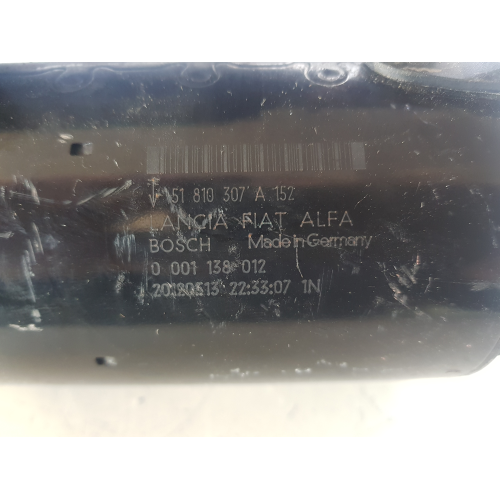 51 810 307 A 152
LANCIA FIAT ALFA
BOSCH Made in Germany
0 001 138 012
20120313 22:33:07 1N